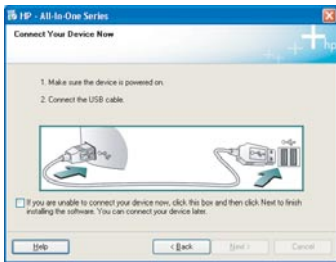 HP - All-In-One Series
Connect Your Device Now
hp
1. Make sure the device is powered on.
2. Connect the USB cable.
If you are unable to connect your device now, click this box and then click Next to finish
installing the software. You can connect your device later.
Help
< Back
Next >
Cancel